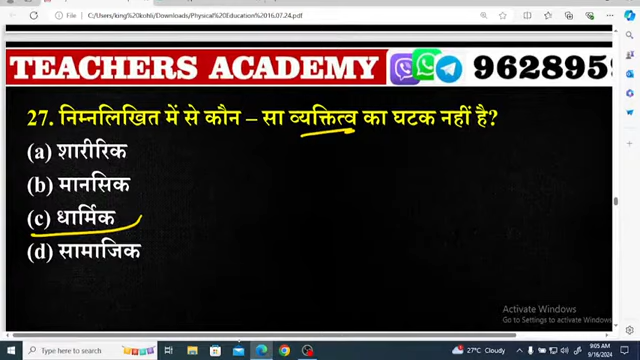 C:/Users/king%20kohli/Downloads/Physical%20Education%2016.07.24.pdf
TEACHERS ACADEMY 9628959
27. निम्नलिखित में से कौन – सा व्यक्तित्व का घटक नहीं है?
(a) शारीरिक
(b) मानसिक
(c) धार्मिक
(d) सामाजिक
Activate Windows
Go to Settings to activate Windows.
Type here to search
27°C Cloudy
9:05 AM
9/16/2024